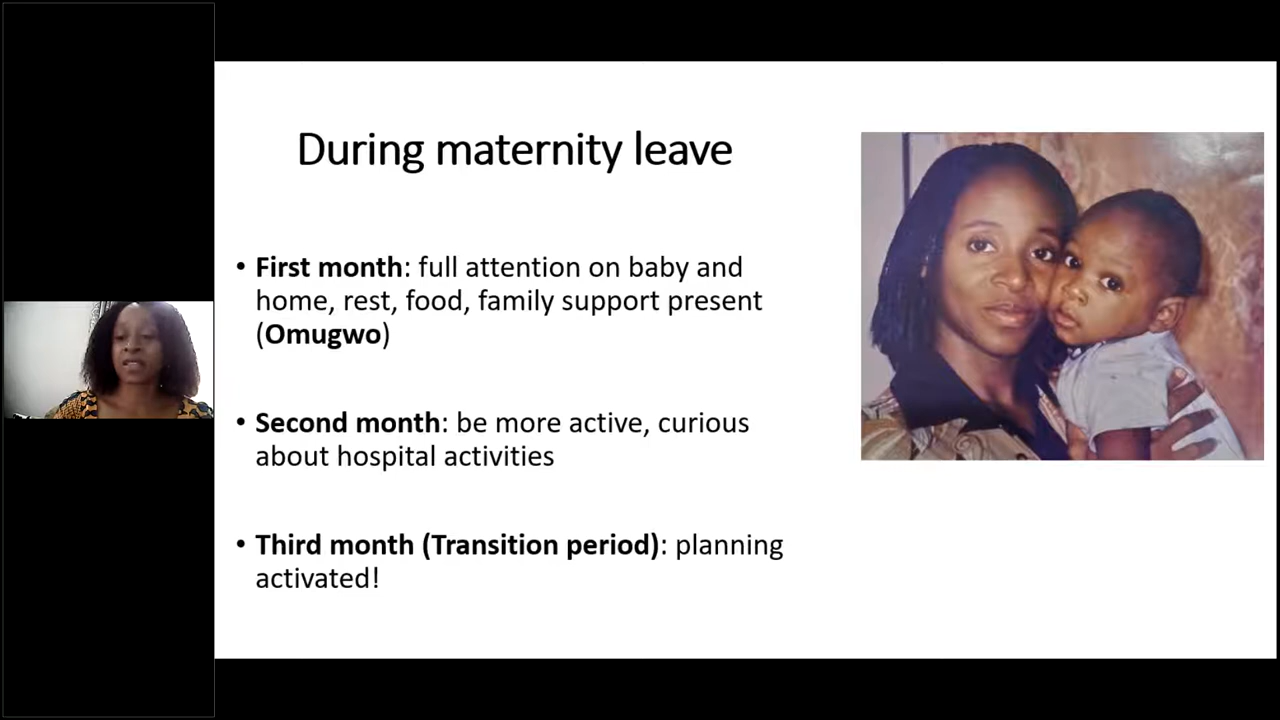 During maternity leave
• First month: full attention on baby and
home, rest, food, family support present
(Omugwo)
• Second month: be more active, curious
about hospital activities
• Third month (Transition period): planning
activated!